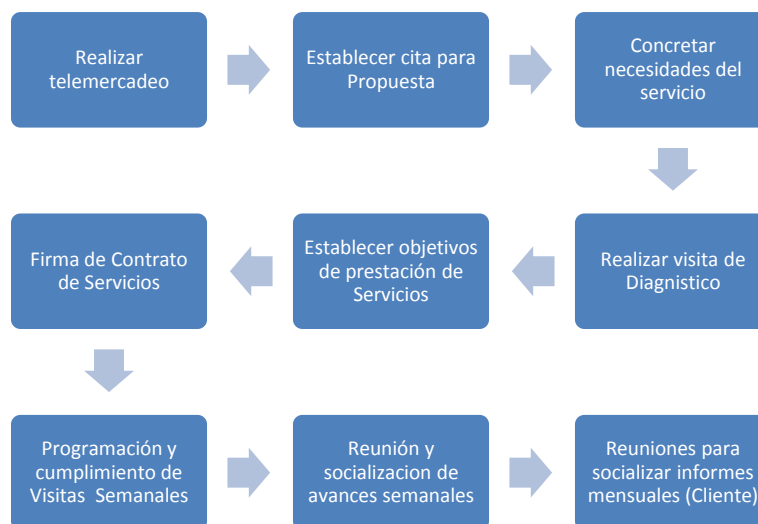 Realizar
telemercadeo
Establecer cita para
Propuesta
Concretar
necesidades del
servicio
Realizar visita de
Diagnostico
Establecer objetivos
de prestación de
Servicios
Firma de Contrato
de Servicios
Programación y
cumplimiento de
Visitas Semanales
Reunión y
socializacion de
avances semanales
Reuniones para
socializar informes
mensuales (Cliente)